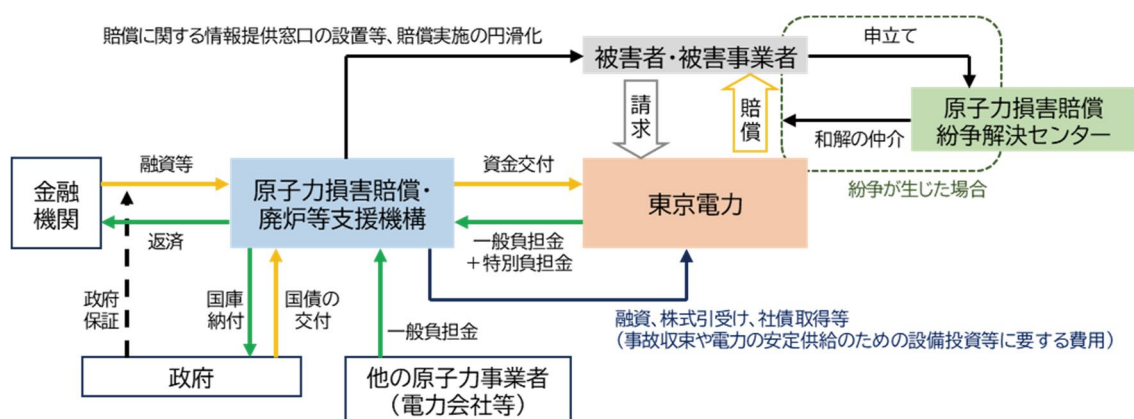 賠償に関する情報提供窓口の設置等、賠償実施の円滑化
被害者・被害事業者
申立て
請求
賠償
原子力損害賠償
紛争解決センター
和解の仲介
紛争が生じた場合
金融
機関
融資等
返済
原子力損害賠償・
廃炉等支援機構
資金交付
東京電力
一般負担金
＋特別負担金
政府
保証
国庫
納付
国債の
交付
一般負担金
融資、株式引受け、社債取得等
（事故収束や電力の安定供給のための設備投資等に要する費用）
政府
他の原子力事業者
（電力会社等）